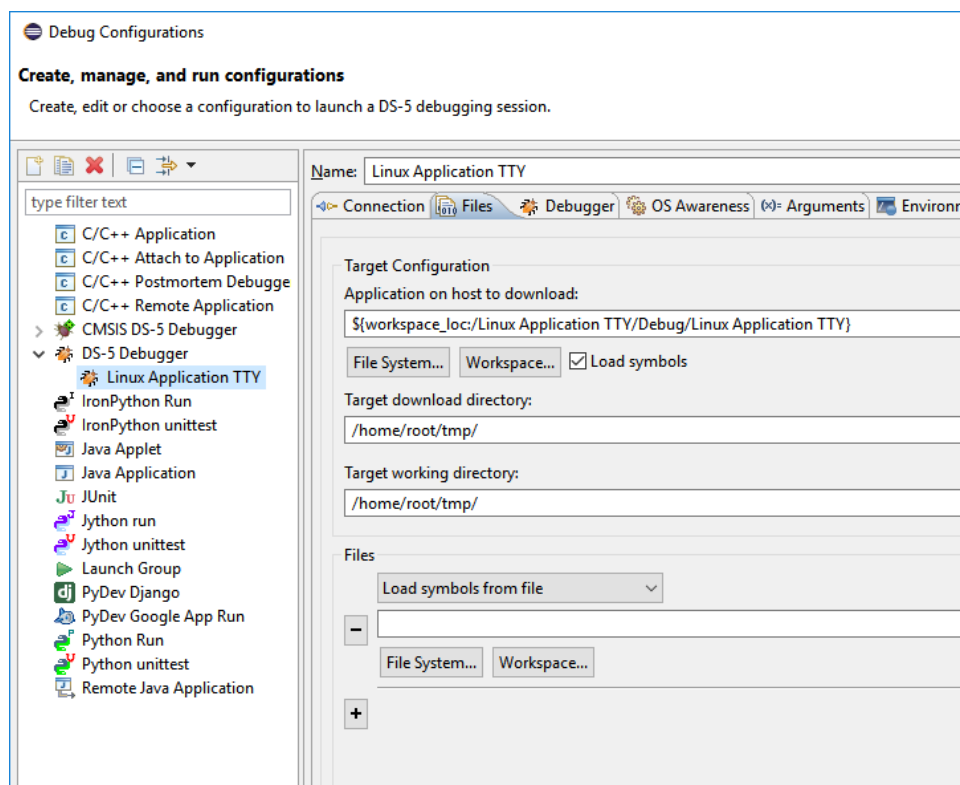 Debug Configurations
Create, manage, and run configurations
Create, edit or choose a configuration to launch a DS-5 debugging session.
type filter text
C/C++ Application
C/C++ Attach to Application
C/C++ Postmortem Debugge
C/C++ Remote Application
CMSIS DS-5 Debugger
DS-5 Debugger
Linux Application TTY
IronPython Run
IronPython unittest
Java Applet
Java Application
JUnit
Jython run
Jython unittest
Launch Group
PyDev Django
PyDev Google App Run
Python Run
Python unittest
Remote Java Application
Name: Linux Application TTY
Connection Files Debugger OS Awareness (x)= Arguments Environm
Target Configuration
Application on host to download:
${workspace_loc:/Linux Application TTY/Debug/Linux Application TTY}
File System... Workspace... Load symbols
Target download directory:
/home/root/tmp/
Target working directory:
/home/root/tmp/
Files
Load symbols from file
File System... Workspace...